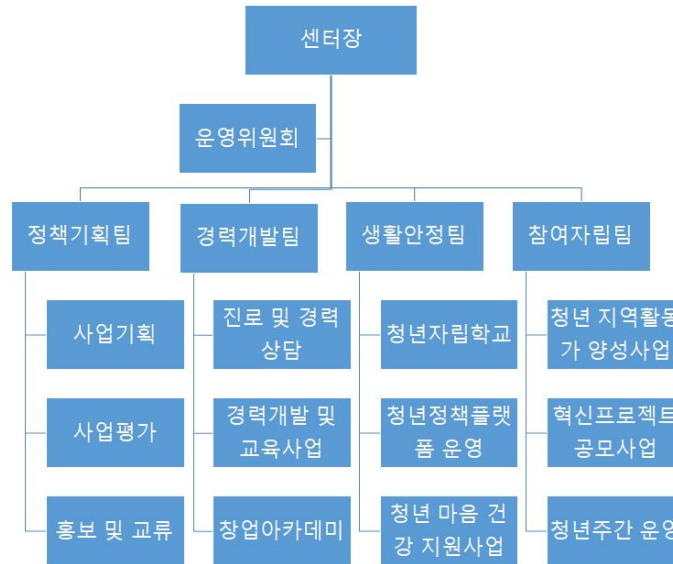 센터장
운영위원회
정책기획팀
경력개발팀
생활안정팀
참여자립팀
사업기획
진로 및 경력
상담
청년자립학교
청년 지역활동
가 양성사업
사업평가
경력개발 및
교육사업
청년정책플랫
폼 운영
혁신프로젝트
공모사업
홍보 및 교류
창업아카데미
청년 마음 건
강 지원사업
청년주간 운영